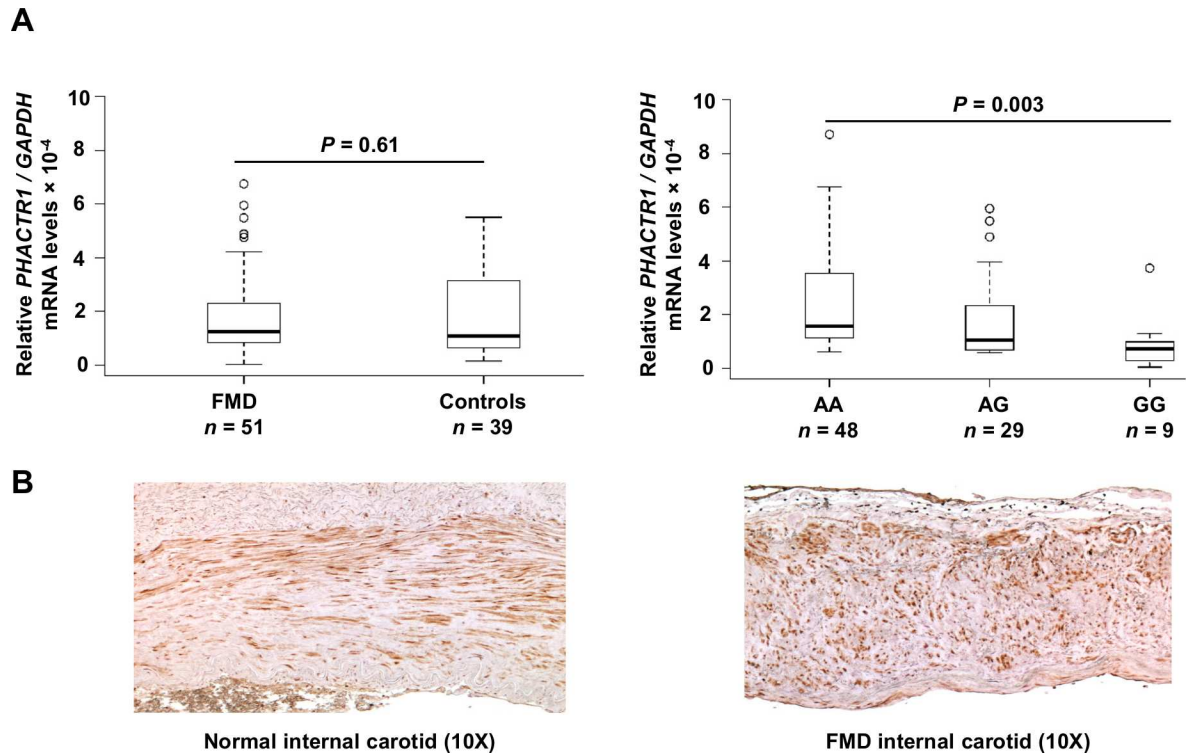 A
Relative PHACTR1 / GAPDH
mRNA levels × 10-4
10
8
6
4
2
0
P = 0.61
FMD
n = 51
Controls
n = 39
Relative PHACTR1 / GAPDH
mRNA levels × 10-4
10
8
6
4
2
0
P = 0.003
AA
n = 48
AG
n = 29
GG
n = 9
B
Normal internal carotid (10X)
FMD internal carotid (10X)